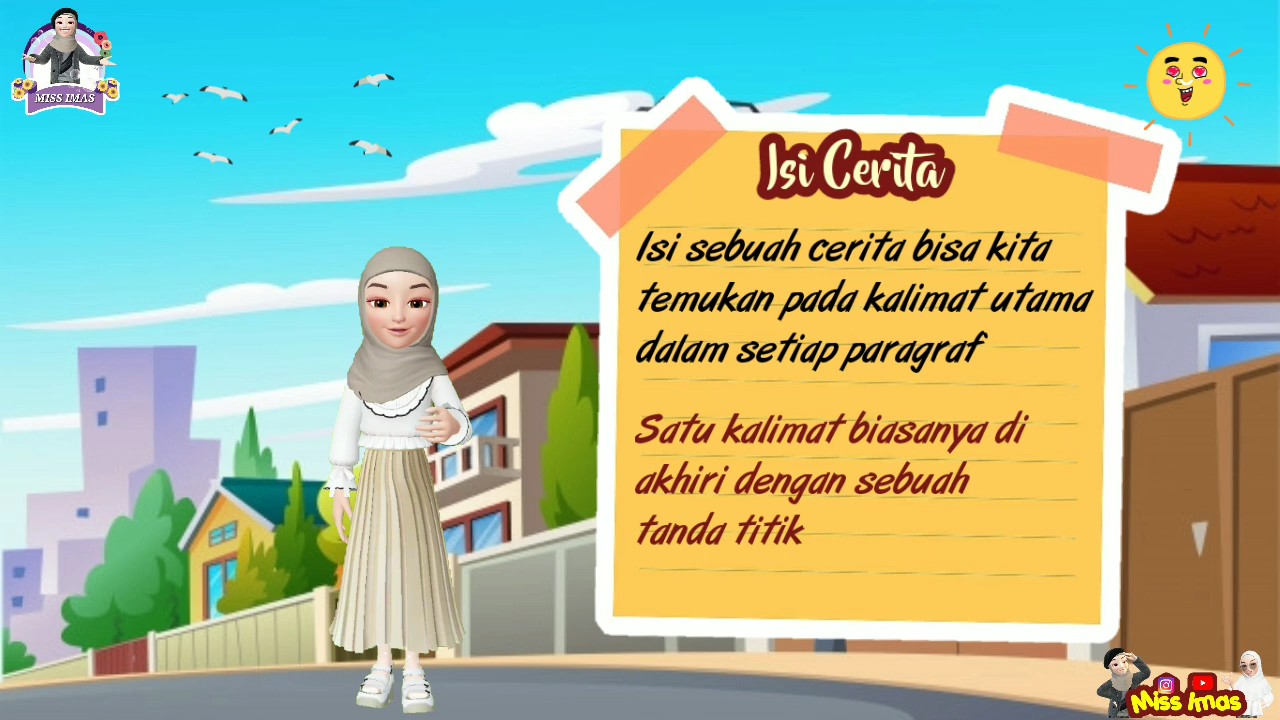 MISS IMAS
Isi Cerita
Isi sebuah cerita bisa kita
temukan pada kalimat utama
dalam setiap paragraf
Satu kalimat biasanya di
akhiri dengan sebuah
tanda titik
Miss Imas